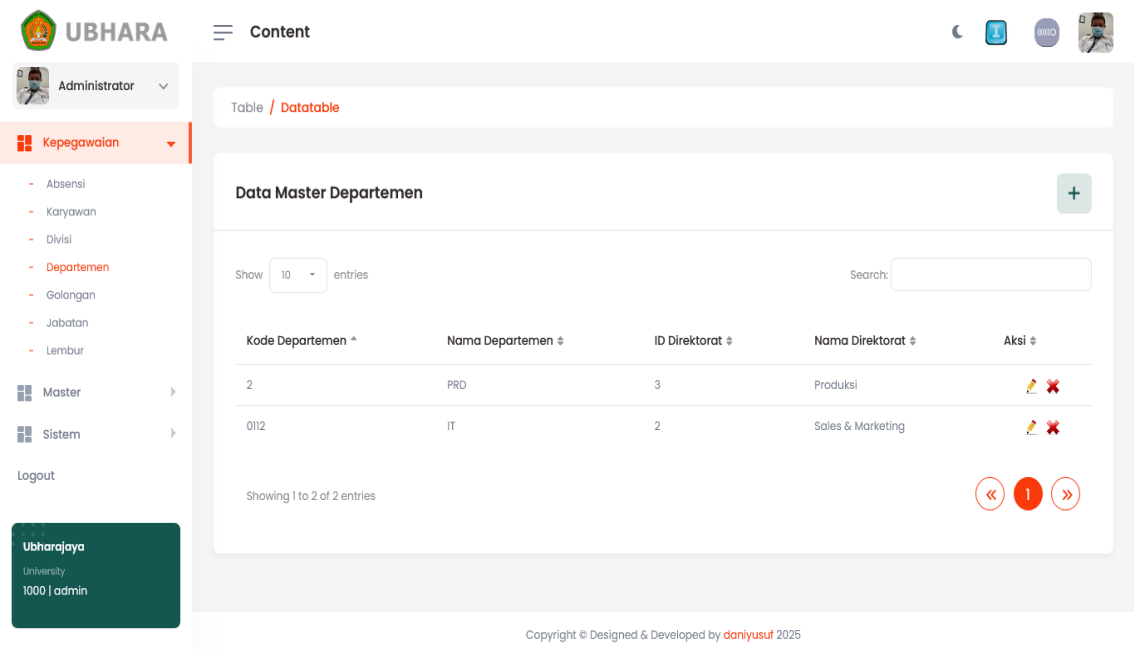 UBHARA
Content
Administrator
Table / Datatable
Kepegawaian
- Absensi
- Karyawan
- Divisi
- Departemen
- Golongan
- Jabatan
- Lembur
Master
Sistem
Logout
Ubharajaya
University
1000 | admin
Data Master Departemen
+
Show 10 entries
Search:
Kode Departemen Nama Departemen ID Direktorat Nama Direktorat Aksi
2 PRD 3 Produksi
0112 IT 2 Sales & Marketing
Showing 1 to 2 of 2 entries
« 1 »
Copyright © Designed & Developed by daniyusuf 2025